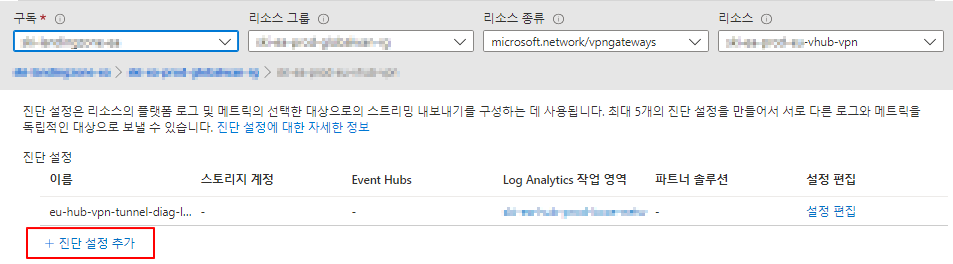 구독 * 리소스 그룹 리소스 종류 리소스
microsoft.network/vpngateways -vhub-vpn
진단 설정은 리소스의 플랫폼 로그 및 메트릭의 선택한 대상으로의 스트리밍 내보내기를 구성하는 데 사용됩니다. 최대 5개의 진단 설정을 만들어서 서로 다른 로그와 메트릭을
독립적인 대상으로 보낼 수 있습니다. 진단 설정에 대한 자세한 정보
진단 설정
이름 스토리지 계정 Event Hubs Log Analytics 작업 영역 파트너 솔루션 설정 편집
eu-hub-vpn-tunnel-diag-l... - - - 설정 편집
+ 진단 설정 추가